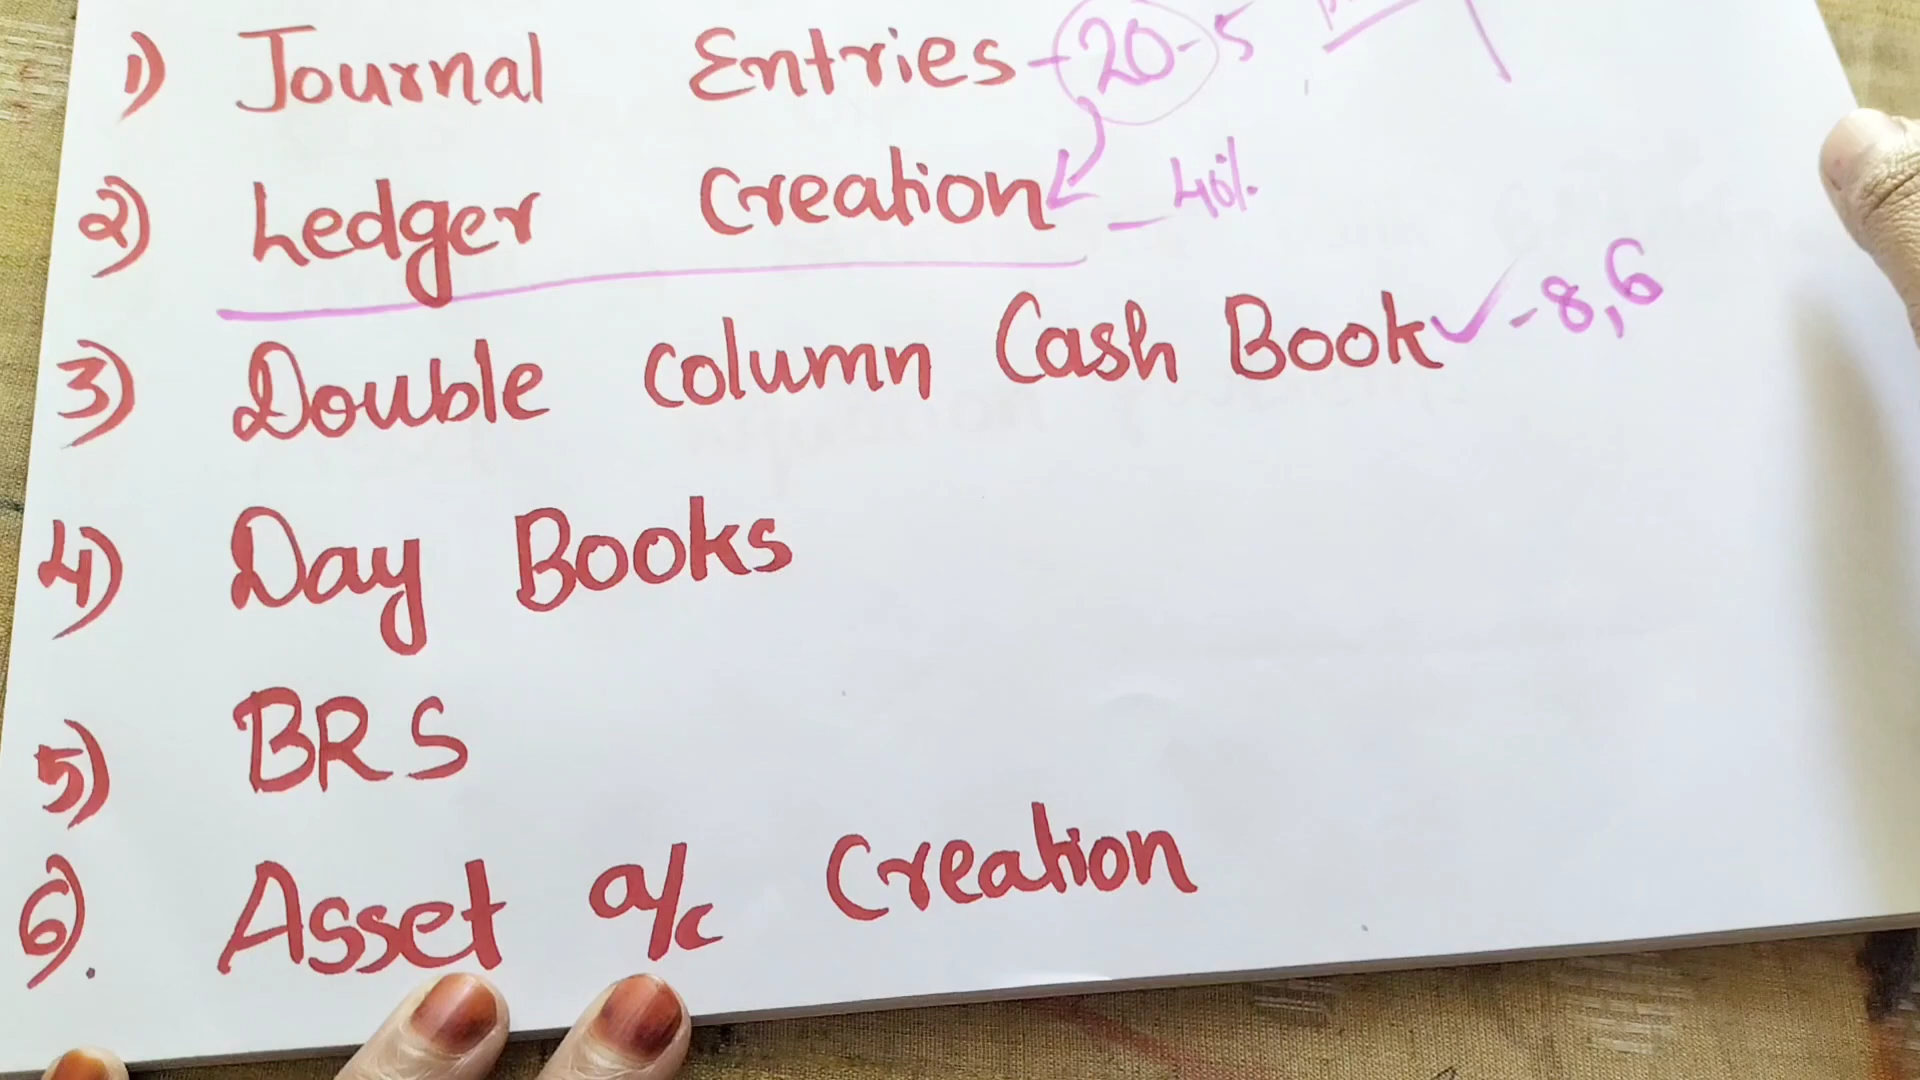 1) Journal Entries - 20 - 5
2) Ledger Creation - 40%
3) Double column Cash Book ✓ - 8,6
4) Day Books
5) BRS
6). Asset a/c Creation